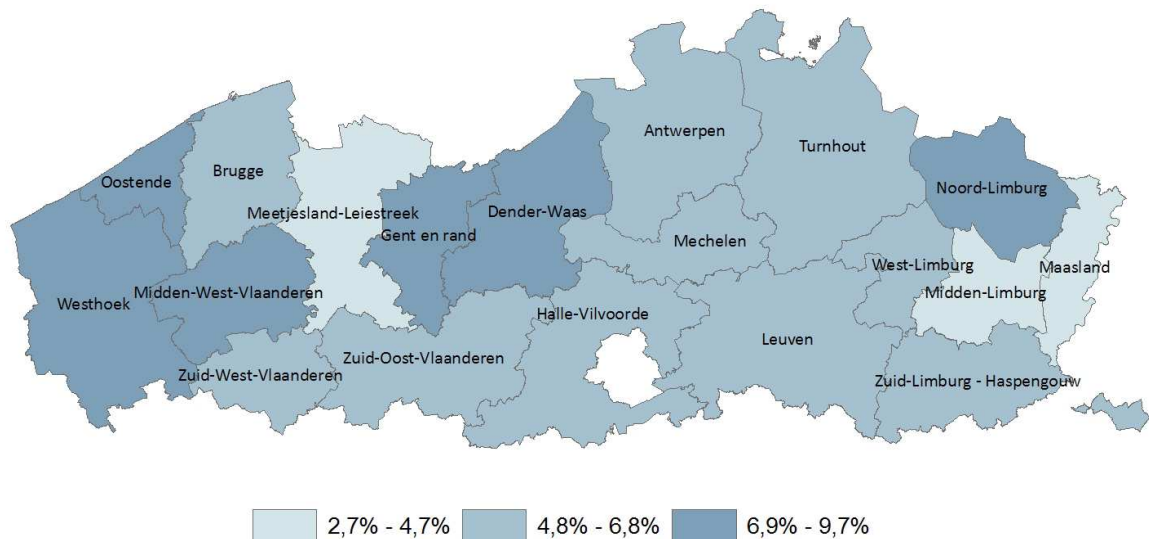 Antwerpen
Turnhout
Brugge
Oostende
Noord-Limburg
Meetjesland-Leiestreek
Dender-Waas
Gent en rand
Mechelen
West-Limburg
Maasland
Midden-West-Vlaanderen
Westhoek
Midden-Limburg
Halle-Vilvoorde
Leuven
Zuid-Oost-Vlaanderen
Zuid-West-Vlaanderen
Zuid-Limburg - Haspengouw
2,7% - 4,7% 4,8% - 6,8% 6,9% - 9,7%